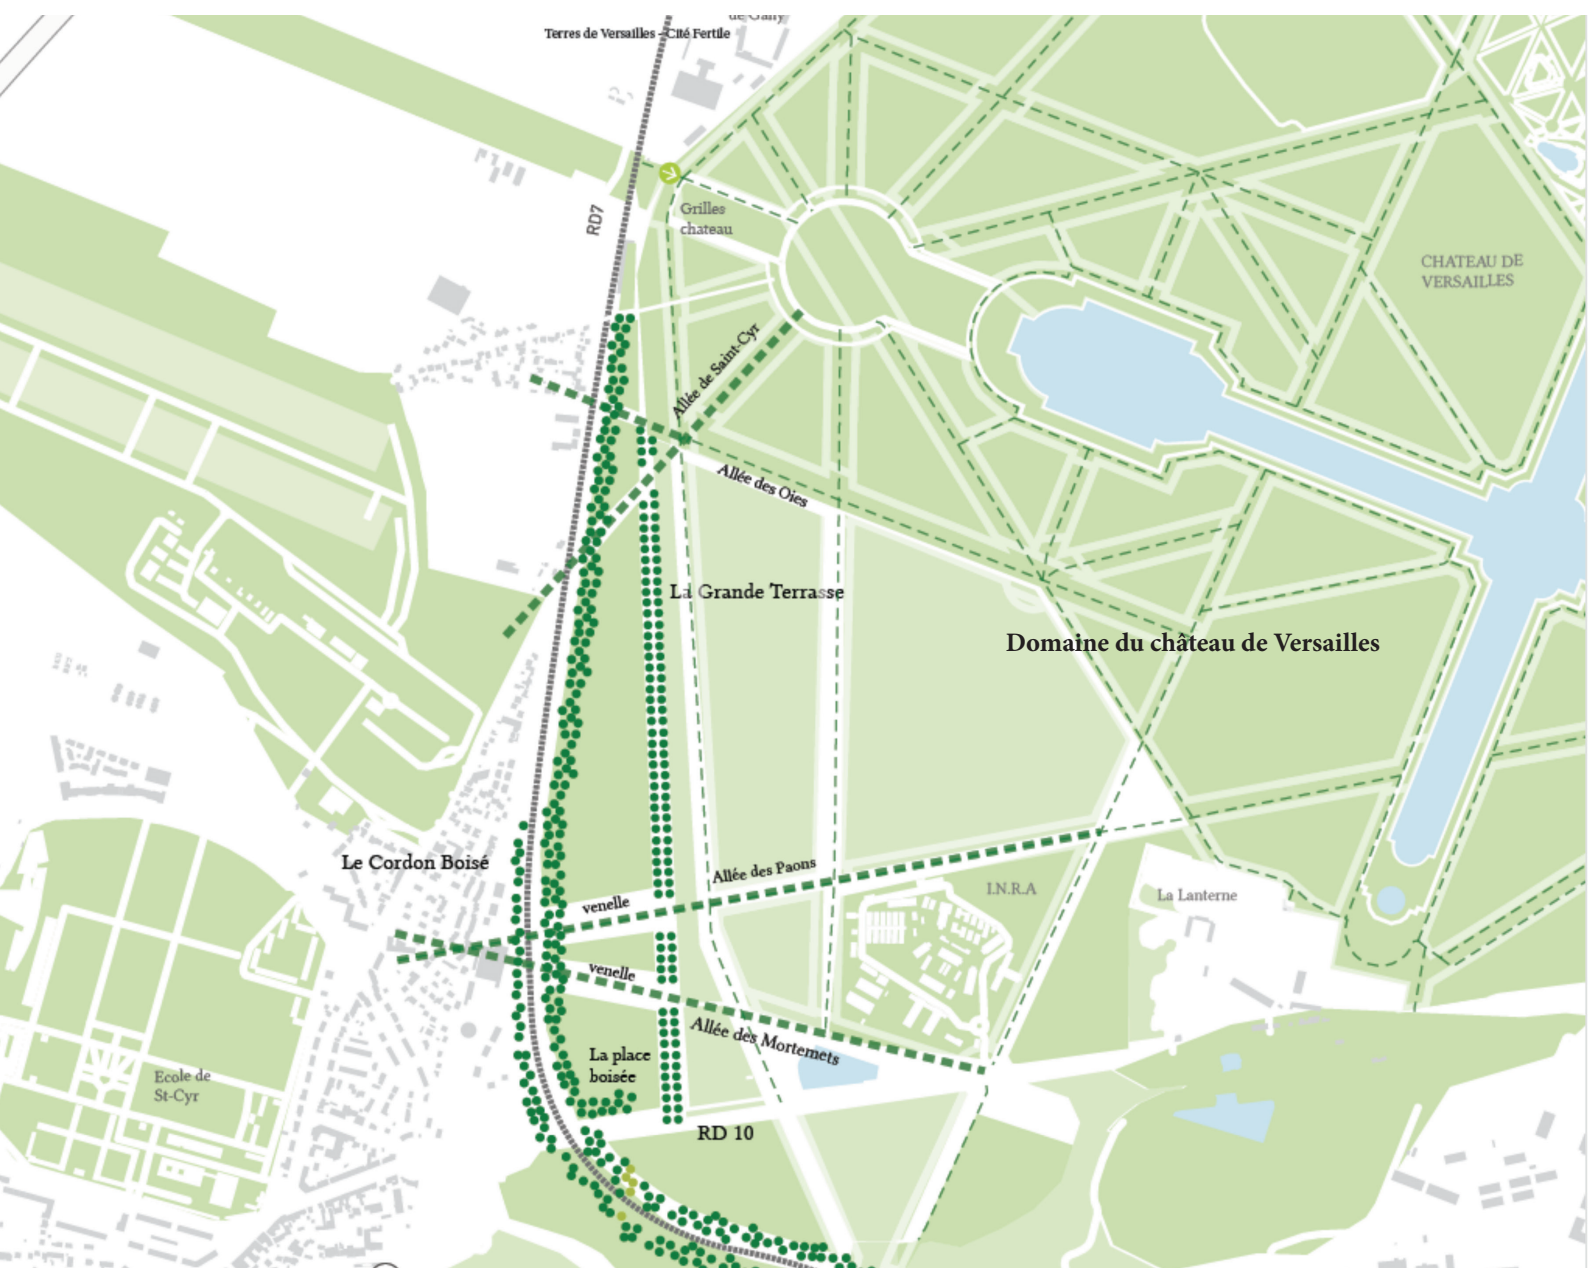 de Gally
Terres de Versailles - Cité Fertile
RD7
Grilles
chateau
CHATEAU DE
VERSAILLES
Allée de Saint-Cyr
Allée des Oies
La Grande Terrasse
Domaine du château de Versailles
Le Cordon Boisé
Allée des Paons
venelle
I.N.R.A
La Lanterne
venelle
Allée des Mortemets
La place
boisée
Ecole de
St-Cyr
RD 10